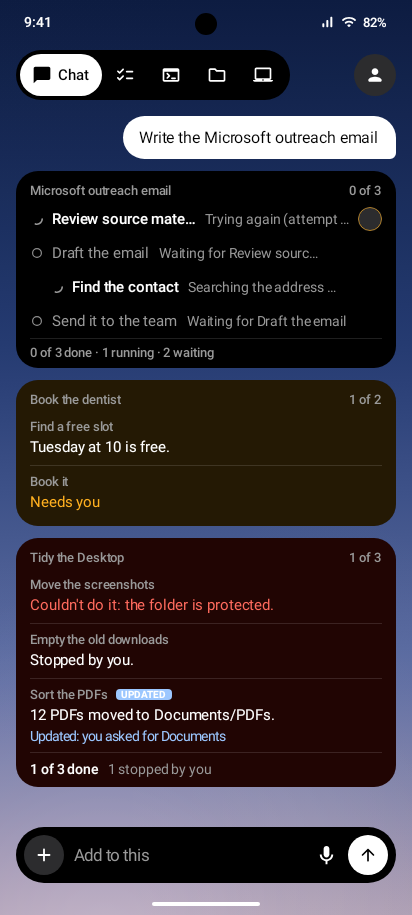 9:41
82%
Chat
Write the Microsoft outreach email
Microsoft outreach email 0 of 3
Review source mate… Trying again (attempt …
Draft the email Waiting for Review sourc…
Find the contact Searching the address …
Send it to the team Waiting for Draft the email
0 of 3 done · 1 running · 2 waiting
Book the dentist 1 of 2
Find a free slot
Tuesday at 10 is free.
Book it
Needs you
Tidy the Desktop 1 of 3
Move the screenshots
Couldn't do it: the folder is protected.
Empty the old downloads
Stopped by you.
Sort the PDFs UPDATED
12 PDFs moved to Documents/PDFs.
Updated: you asked for Documents
1 of 3 done 1 stopped by you
Add to this